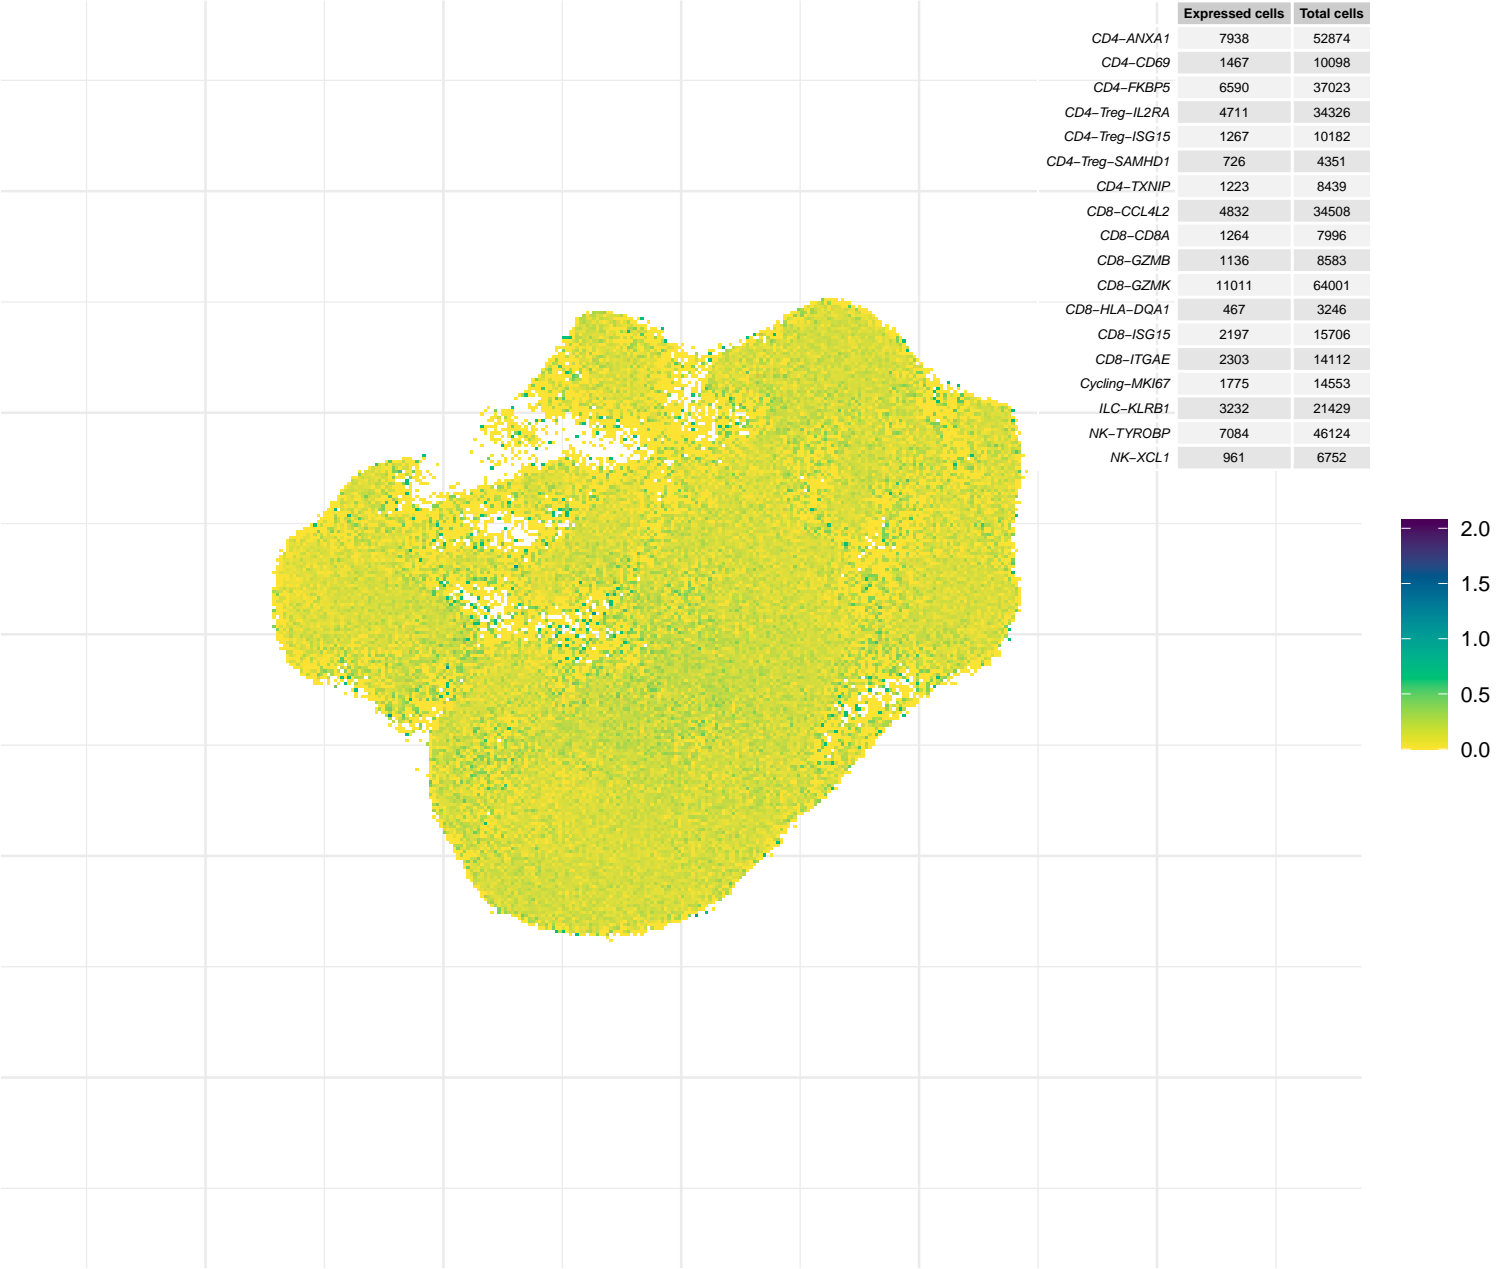 Expressed cells Total cells
CD4−ANXA1 7938 52874
CD4−CD69 1467 10098
CD4−FKBP5 6590 37023
CD4−Treg−IL2RA 4711 34326
CD4−Treg−ISG15 1267 10182
CD4−Treg−SAMHD1 726 4351
CD4−TXNIP 1223 8439
CD8−CCL4L2 4832 34508
CD8−CD8A 1264 7996
CD8−GZMB 1136 8583
CD8−GZMK 11011 64001
CD8−HLA−DQA1 467 3246
CD8−ISG15 2197 15706
CD8−ITGAE 2303 14112
Cycling−MKI67 1775 14553
ILC−KLRB1 3232 21429
NK−TYROBP 7084 46124
NK−XCL1 961 6752
2.0
1.5
1.0
0.5
0.0